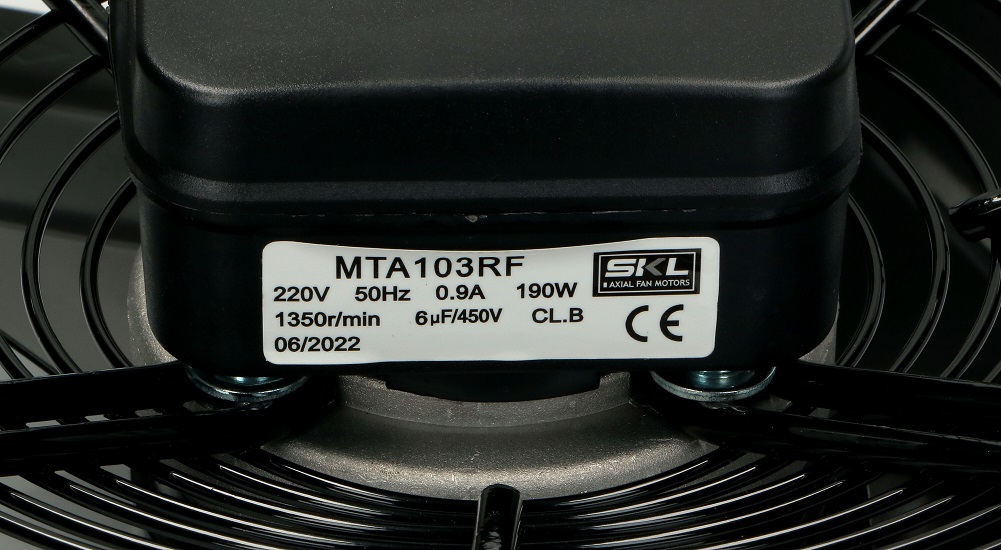 MTA103RF
SKL
AXIAL FAN MOTORS
220V 50Hz 0.9A 190W
1350r/min 6µF/450V CL.B
CE
06/2022